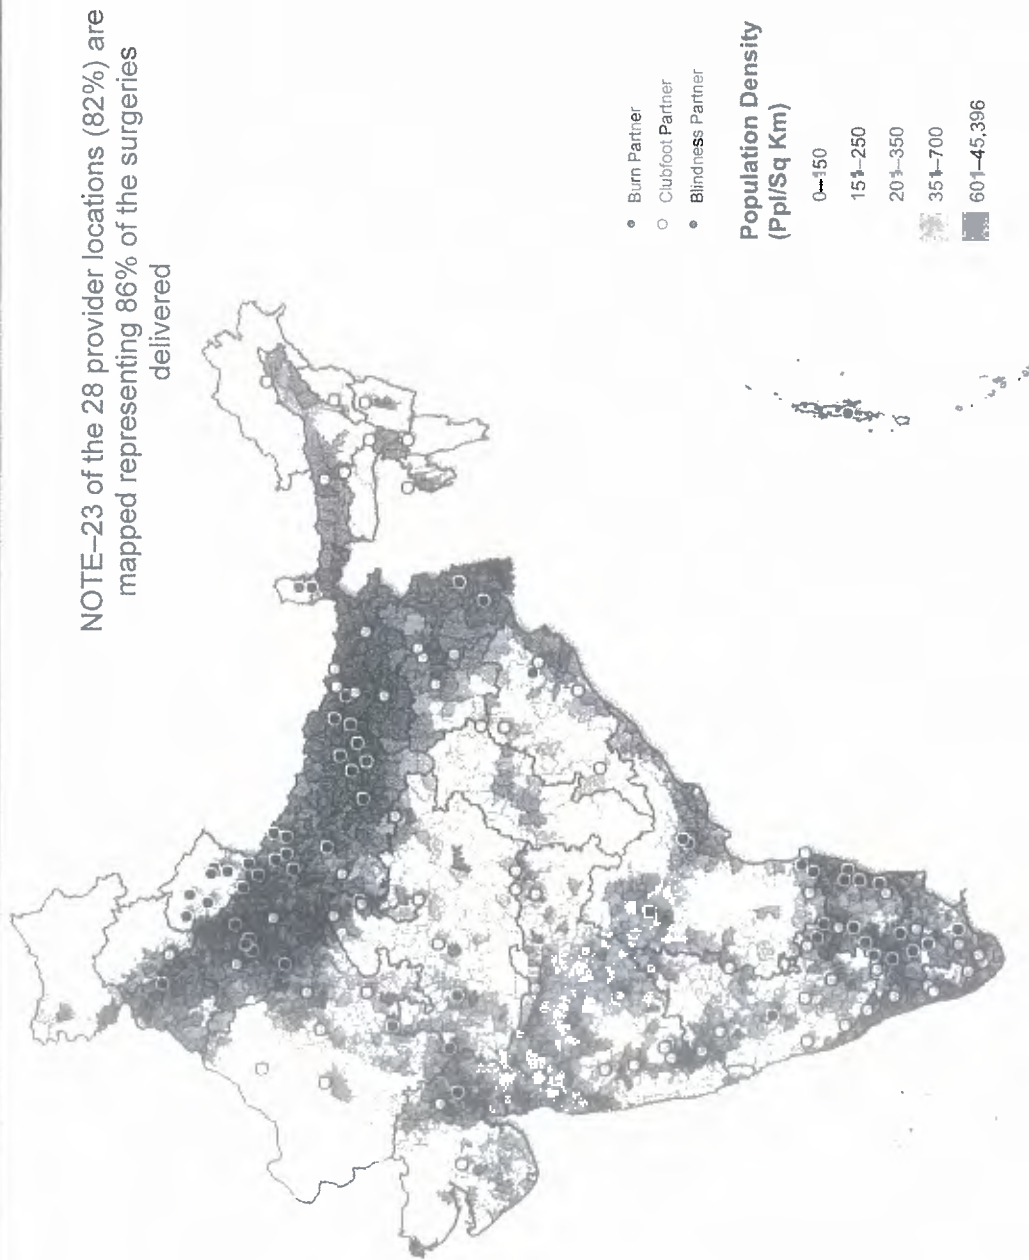 NOTE–23 of the 28 provider locations (82%) are
mapped representing 86% of the surgeries
delivered
Burn Partner
Clubfoot Partner
Blindness Partner
Population Density
(Ppl/Sq Km)
0–150
151–250
201–350
351–700
601–45,396